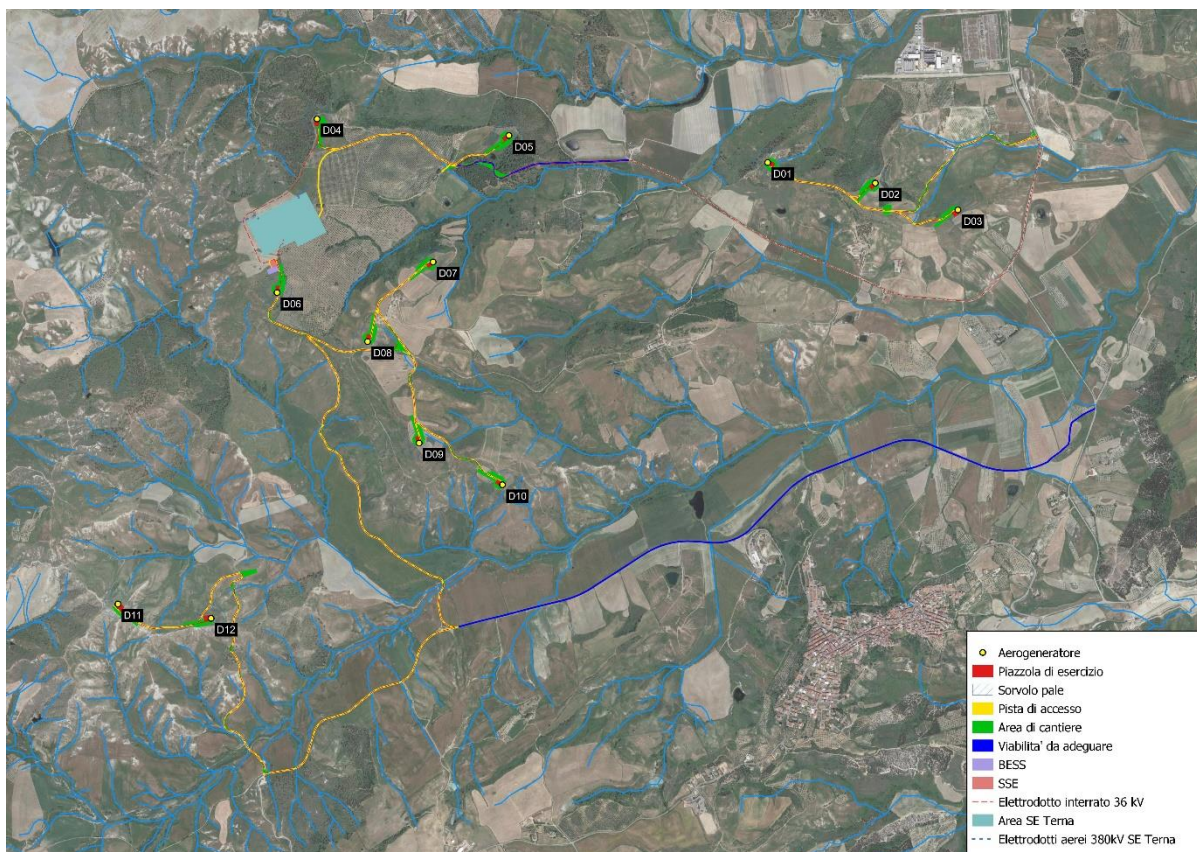 D04
D05
D01
D02
D03
D07
D06
D08
D09
D10
D11
D12
Aerogeneratore
Piazzola di esercizio
Sorvolo pale
Pista di accesso
Area di cantiere
Viabilita' da adeguare
BESS
SSE
Elettrodotto interrato 36 kV
Area SE Terna
Elettrodotti aerei 380kV SE Terna